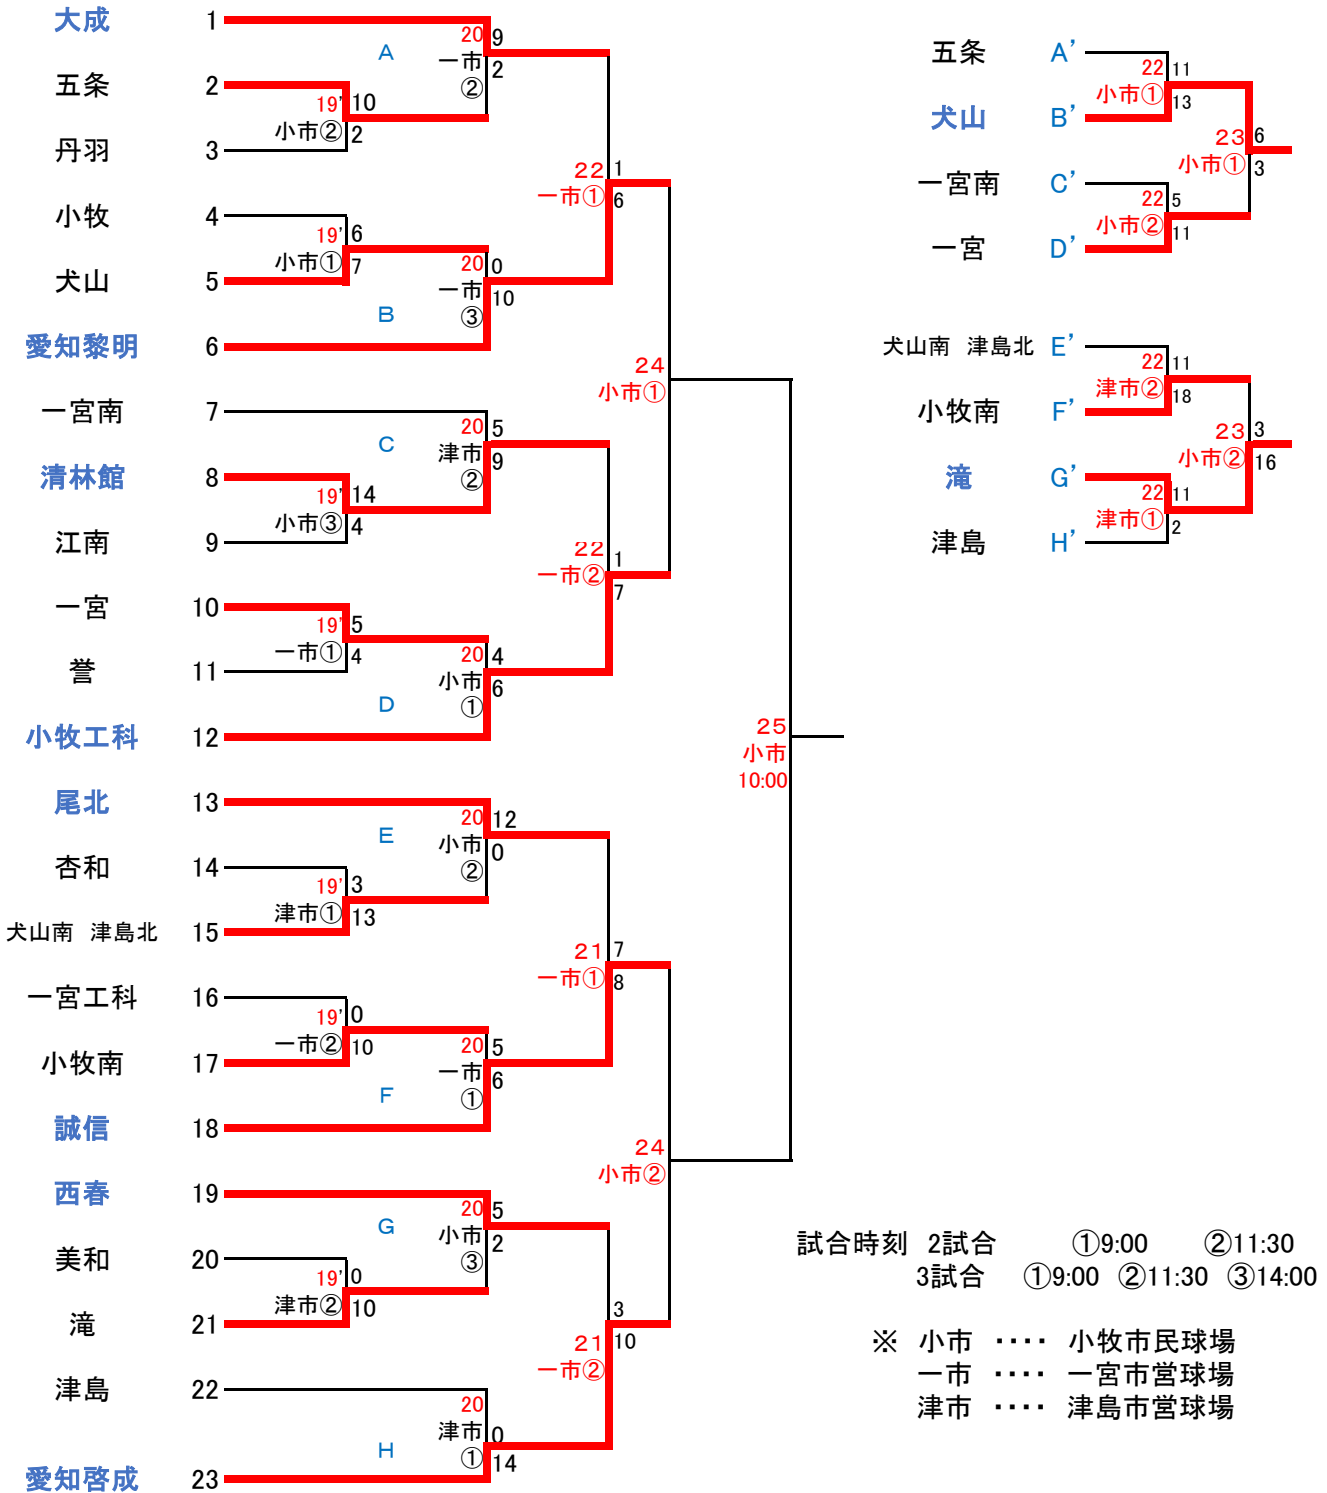 大成 1
20 9
A 一市 2
②
五条 2
19' 10
小市② 2
丹羽 3
22 1
一市① 6
小牧 4
19' 6
小市① 7
犬山 5
20 0
一市 10
B ③
愛知黎明 6
24
小市①
一宮南 7
20 5
C 津市 9
②
清林館 8
19' 14
小市③ 4
江南 9
22 1
一市② 7
一宮 10
19' 5
一市① 4
誉 11
20 4
小市 6
D ①
小牧工科 12
25
小市
10:00
尾北 13
20 12
E 小市 0
②
杏和 14
19' 3
津市① 13
犬山南 津島北 15
21 7
一市① 8
一宮工科 16
19' 0
一市② 10
小牧南 17
20 5
一市 6
F ①
誠信 18
24
小市②
西春 19
20 5
G 小市 2
③
美和 20
19' 0
津市② 10
滝 21
21 3
一市② 10
津島 22
20 0
津市 14
H ①
愛知啓成 23
五条 A’
22 11
小市① 13
犬山 B’
23 6
小市① 3
一宮南 C’
22 5
小市② 11
一宮 D’
犬山南 津島北 E’
22 11
津市② 18
小牧南 F’
23 3
小市② 16
滝 G’
22 11
津市① 2
津島 H’
試合時刻 2試合 ①9:00 ②11:30
3試合 ①9:00 ②11:30 ③14:00
※ 小市 ‥‥ 小牧市民球場
一市 ‥‥ 一宮市営球場
津市 ‥‥ 津島市営球場